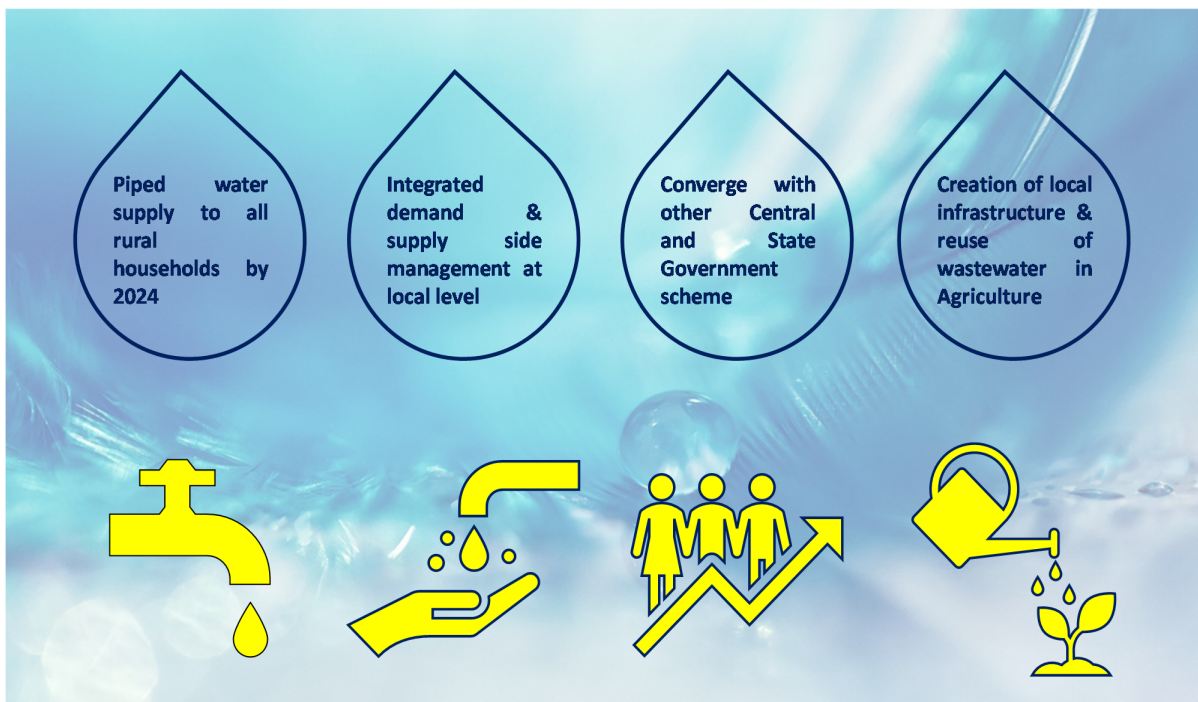 Piped water
supply to all
rural
households by
2024
Integrated
demand &
supply side
management at
local level
Converge with
other Central
and State
Government
scheme
Creation of local
infrastructure &
reuse of
wastewater in
Agriculture